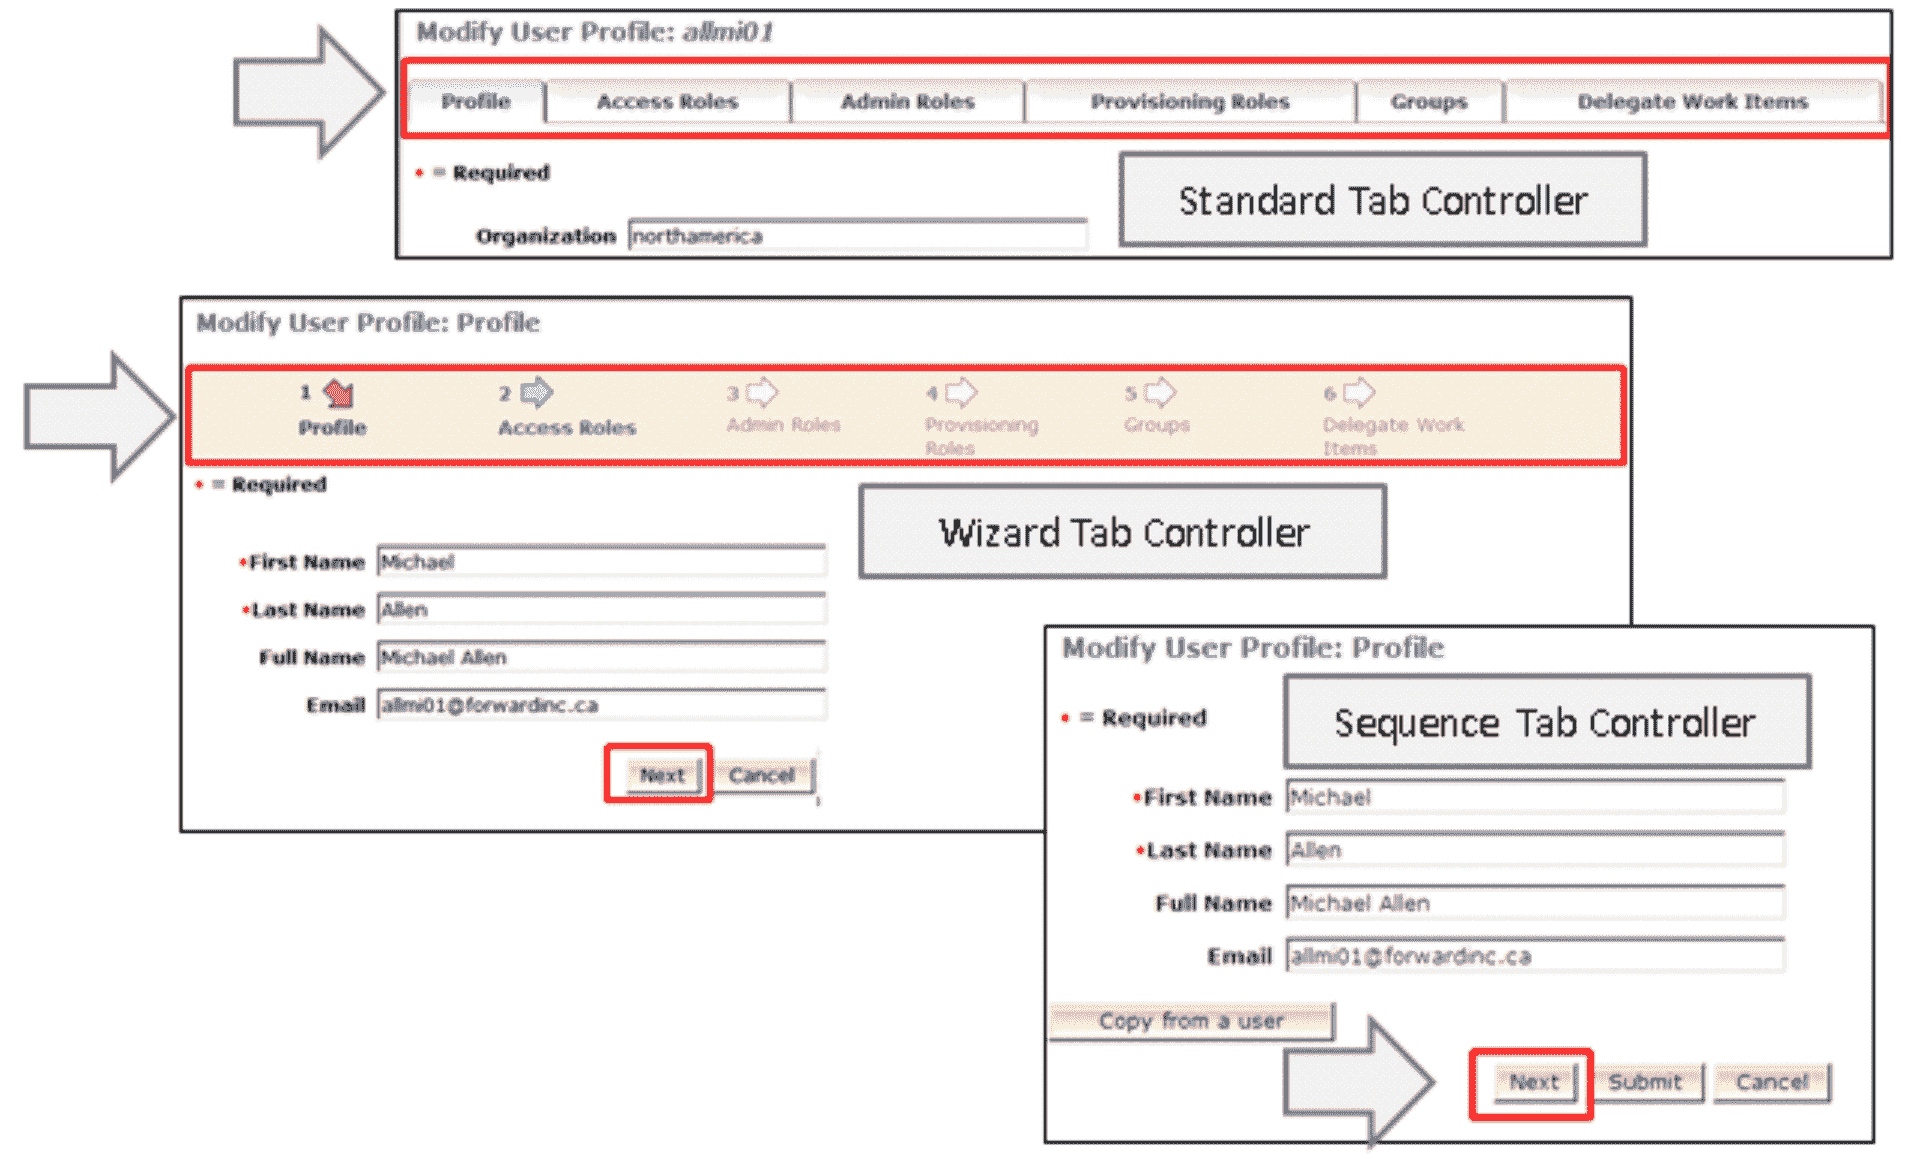 Modify User Profile: allmi01
Profile Access Roles Admin Roles Provisioning Roles Groups Delegate Work Items
• = Required
Standard Tab Controller
Organization northamerica
Modify User Profile: Profile
1 2 3 4 5 6
Profile Access Roles Admin Roles Provisioning Roles Groups Delegate Work Items
• = Required
Wizard Tab Controller
•First Name Michael
•Last Name Allen
Full Name Michael Allen
Email allmi01@forwardinc.ca
Next Cancel
Modify User Profile: Profile
• = Required
Sequence Tab Controller
•First Name Michael
•Last Name Allen
Full Name Michael Allen
Email allmi01@forwardinc.ca
Copy from a user
Next Submit Cancel